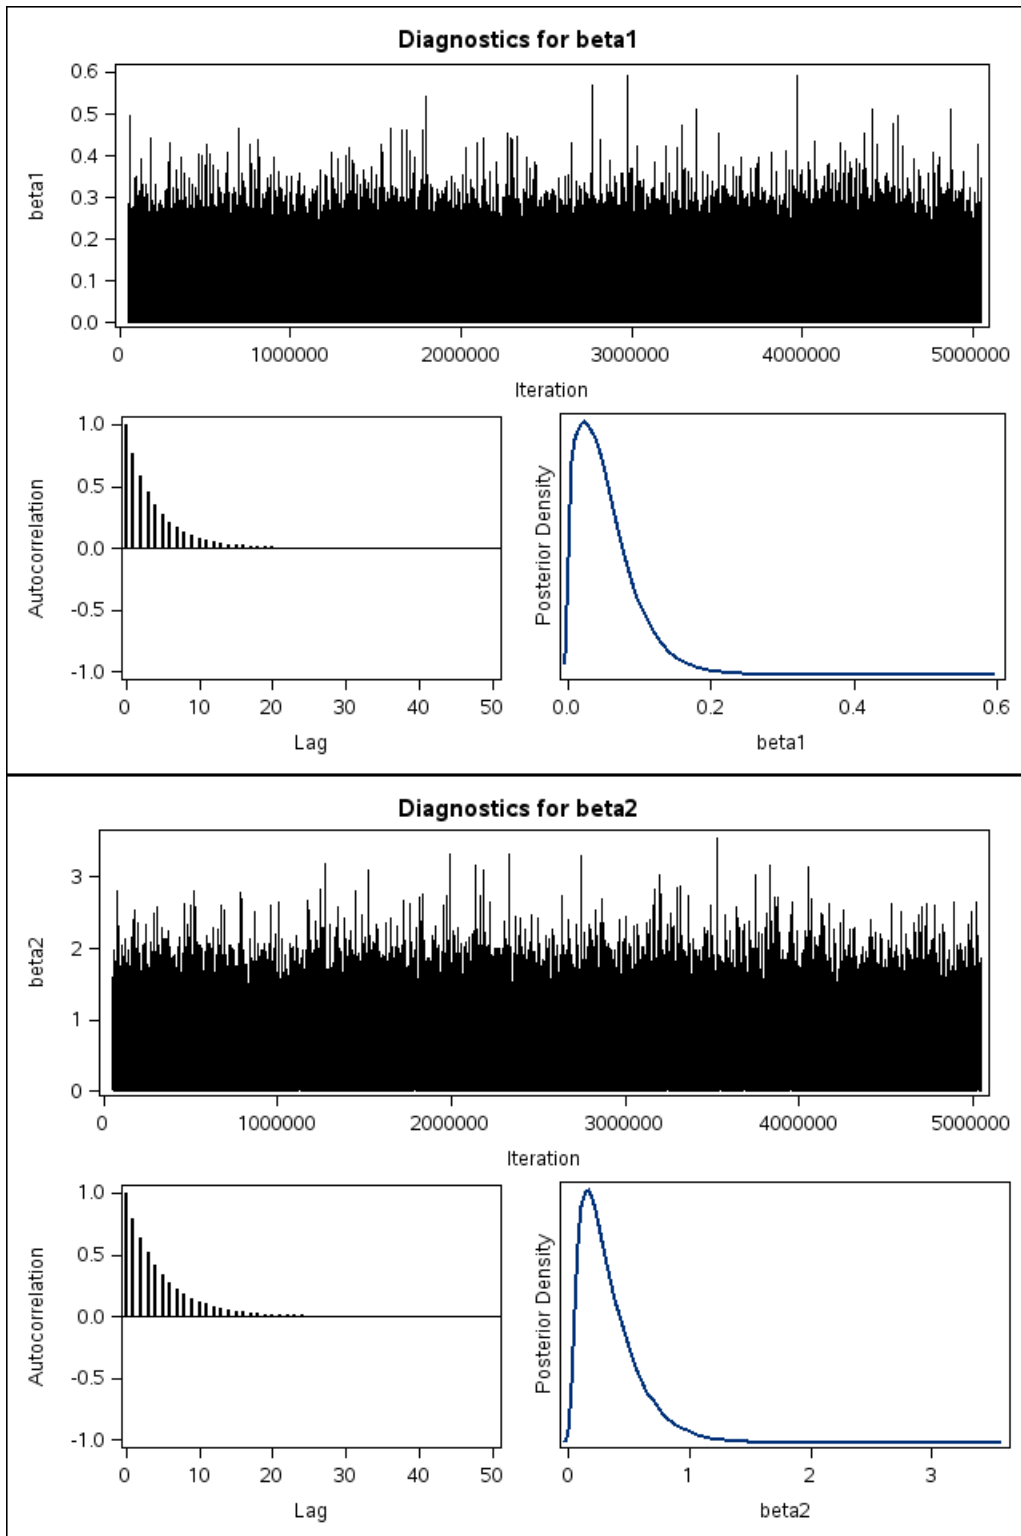 Diagnostics for beta1
0.6
0.5
0.4
0.3
0.2
0.1
0.0
beta1
0 1000000 2000000 3000000 4000000 5000000
Iteration
1.0
0.5
0.0
-0.5
-1.0
Autocorrelation
0 10 20 30 40 50
Lag
Posterior Density
0.0 0.2 0.4 0.6
beta1
Diagnostics for beta2
3
2
1
0
beta2
0 1000000 2000000 3000000 4000000 5000000
Iteration
1.0
0.5
0.0
-0.5
-1.0
Autocorrelation
0 10 20 30 40 50
Lag
Posterior Density
0 1 2 3
beta2